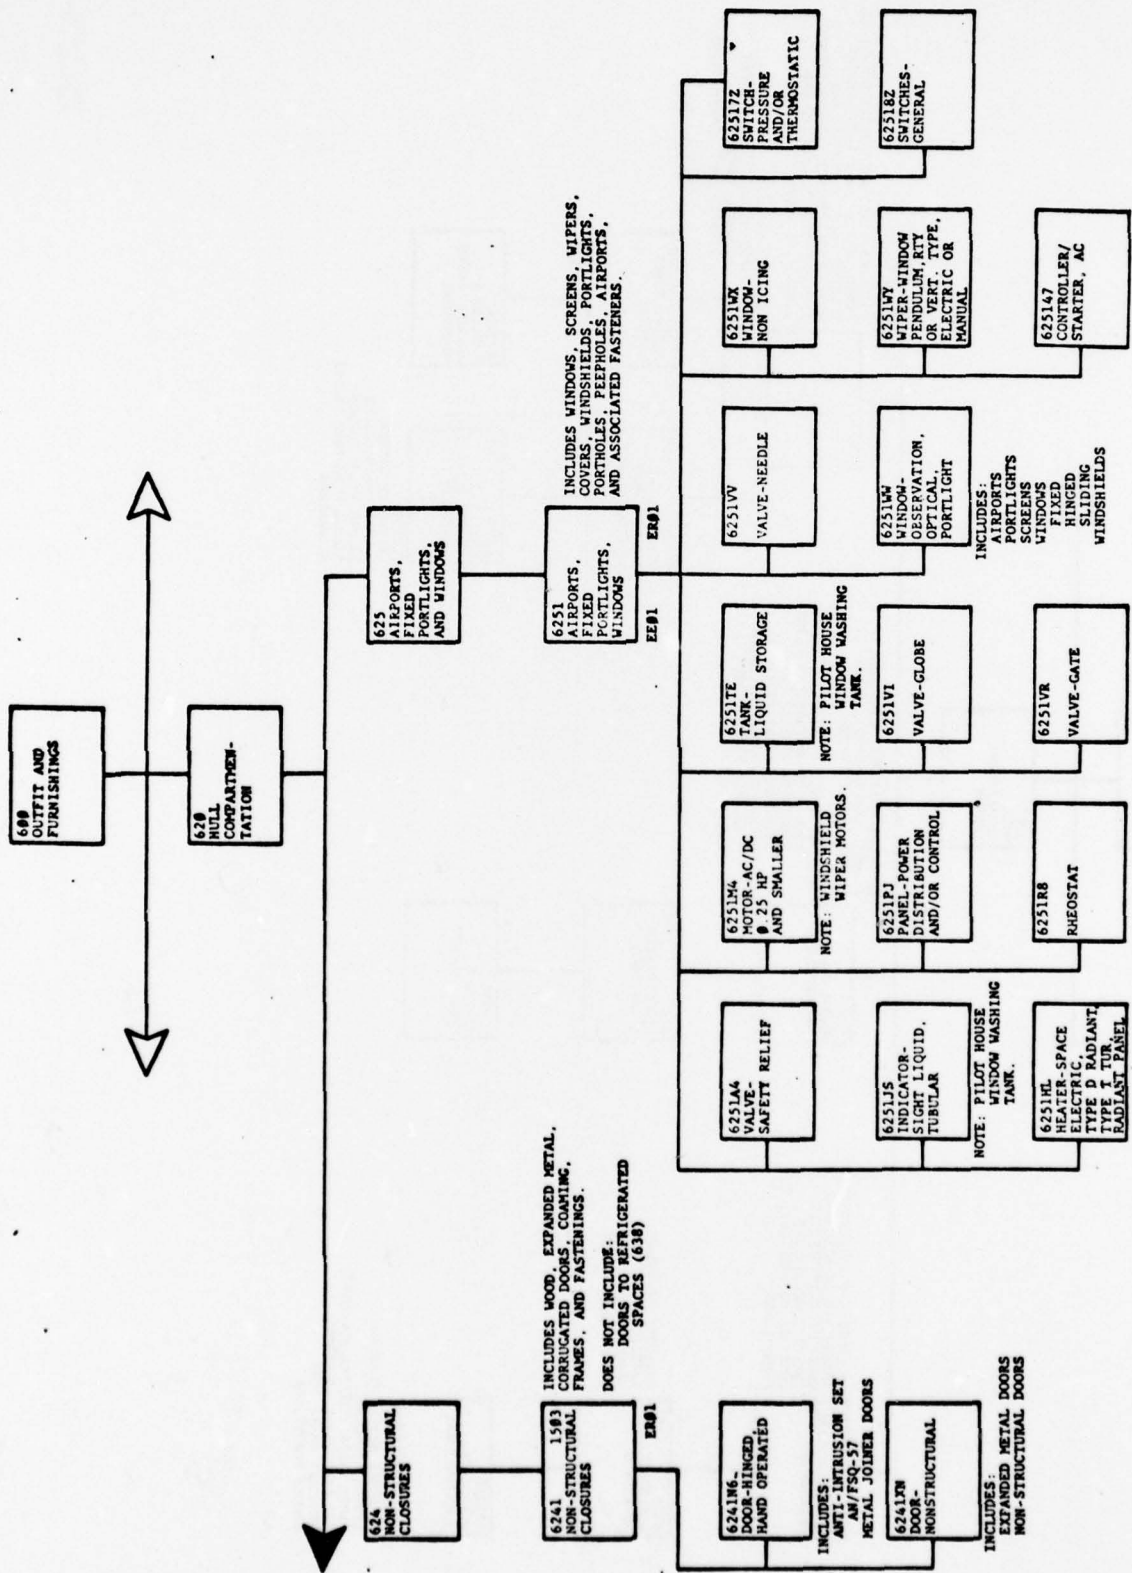 600
OUTFIT AND
FURNISHINGS
620
HULL
COMPARTMEN-
TATION
624
NON-STRUCTURAL
CLOSURES
6241 1503
NON-STRUCTURAL
CLOSURES
ER01
INCLUDES WOOD, EXPANDED METAL,
CORRUGATED DOORS, COAMING,
FRAMES, AND FASTENINGS.
DOES NOT INCLUDE:
DOORS TO REFRIGERATED
SPACES (638)
6241N6
DOOR-HINGED,
HAND OPERATED
INCLUDES:
ANTI-INTRUSION SET
AN/FSQ-57
METAL JOINER DOORS
6241XN
DOOR-
NONSTRUCTURAL
INCLUDES:
EXPANDED METAL DOORS
NON-STRUCTURAL DOORS
625
AIRPORTS,
FIXED
PORTLIGHTS,
AND WINDOWS
6251
AIRPORTS,
FIXED
PORTLIGHTS,
WINDOWS
EE01 ER01
INCLUDES WINDOWS, SCREENS, WIPERS,
COVERS, WINDSHIELDS, PORTLIGHTS,
PORTHOLES, PEEPHOLES, AIRPORTS,
AND ASSOCIATED FASTENERS.
6251A4
VALVE-
SAFETY RELIEF
6251JS
INDICATOR-
SIGHT LIQUID,
TUBULAR
NOTE: PILOT HOUSE
WINDOW WASHING
TANK.
6251HL
HEATER-SPACE
ELECTRIC,
TYPE D RADIANT,
TYPE T TUR,
RADIANT PANEL
6251M4
MOTOR-AC/DC
0.25 HP
AND SMALLER
NOTE: WINDSHIELD
WIPER MOTORS.
6251PJ
PANEL-POWER
DISTRIBUTION
AND/OR CONTROL
6251R8
RHEOSTAT
6251TE
TANK-
LIQUID STORAGE
NOTE: PILOT HOUSE
WINDOW WASHING
TANK.
6251VI
VALVE-GLOBE
6251VR
VALVE-GATE
6251VV
VALVE-NEEDLE
6251WW
WINDOW-
OBSERVATION,
OPTICAL,
PORTLIGHT
INCLUDES:
AIRPORTS
PORTLIGHTS
SCREENS
WINDOWS
FIXED
HINGED
SLIDING
WINDSHIELDS
6251WX
WINDOW-
NON ICING
6251WY
WIPER-WINDOW
PENDULUM,RTY
OR VERT. TYPE,
ELECTRIC OR
MANUAL
625147
CONTROLLER/
STARTER, AC
62517Z
SWITCH-
PRESSURE
AND/OR
THERMOSTATIC
62518Z
SWITCHES-
GENERAL